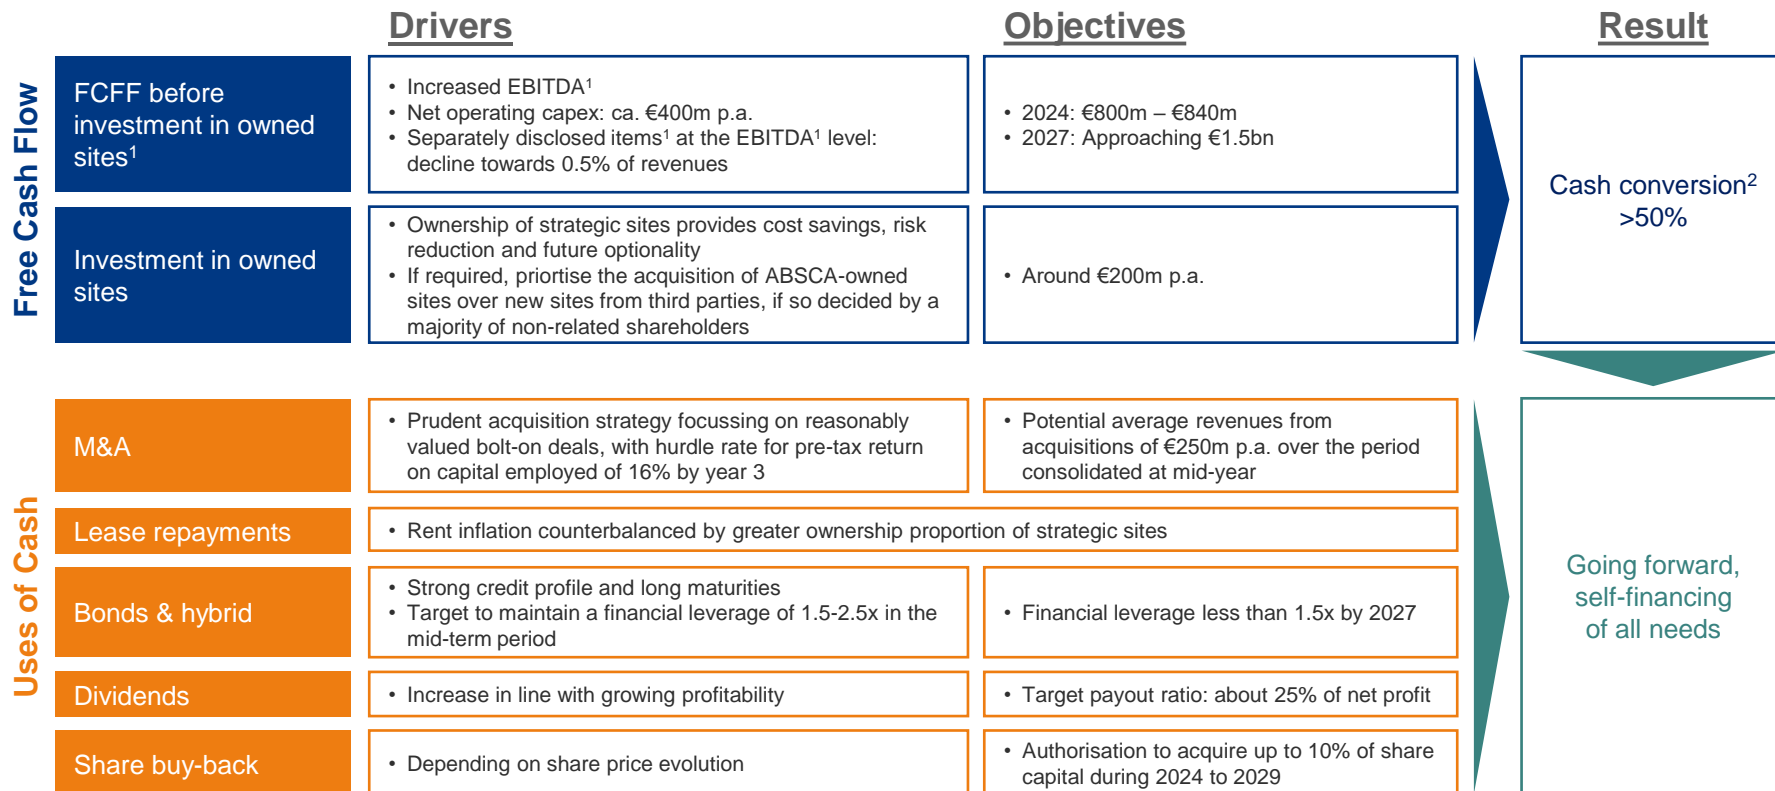 Drivers
Objectives
Result
Free Cash Flow
FCFF before
investment in owned
sites¹
• Increased EBITDA¹
• Net operating capex: ca. €400m p.a.
• Separately disclosed items¹ at the EBITDA¹ level:
decline towards 0.5% of revenues
• 2024: €800m – €840m
• 2027: Approaching €1.5bn
Investment in owned
sites
• Ownership of strategic sites provides cost savings, risk
reduction and future optionality
• If required, priortise the acquisition of ABSCA-owned
sites over new sites from third parties, if so decided by a
majority of non-related shareholders
• Around €200m p.a.
Cash conversion²
>50%
Uses of Cash
M&A
• Prudent acquisition strategy focussing on reasonably
valued bolt-on deals, with hurdle rate for pre-tax return
on capital employed of 16% by year 3
• Potential average revenues from
acquisitions of €250m p.a. over the period
consolidated at mid-year
Lease repayments
• Rent inflation counterbalanced by greater ownership proportion of strategic sites
Bonds & hybrid
• Strong credit profile and long maturities
• Target to maintain a financial leverage of 1.5-2.5x in the
mid-term period
• Financial leverage less than 1.5x by 2027
Dividends
• Increase in line with growing profitability
• Target payout ratio: about 25% of net profit
Share buy-back
• Depending on share price evolution
• Authorisation to acquire up to 10% of share
capital during 2024 to 2029
Going forward,
self-financing
of all needs